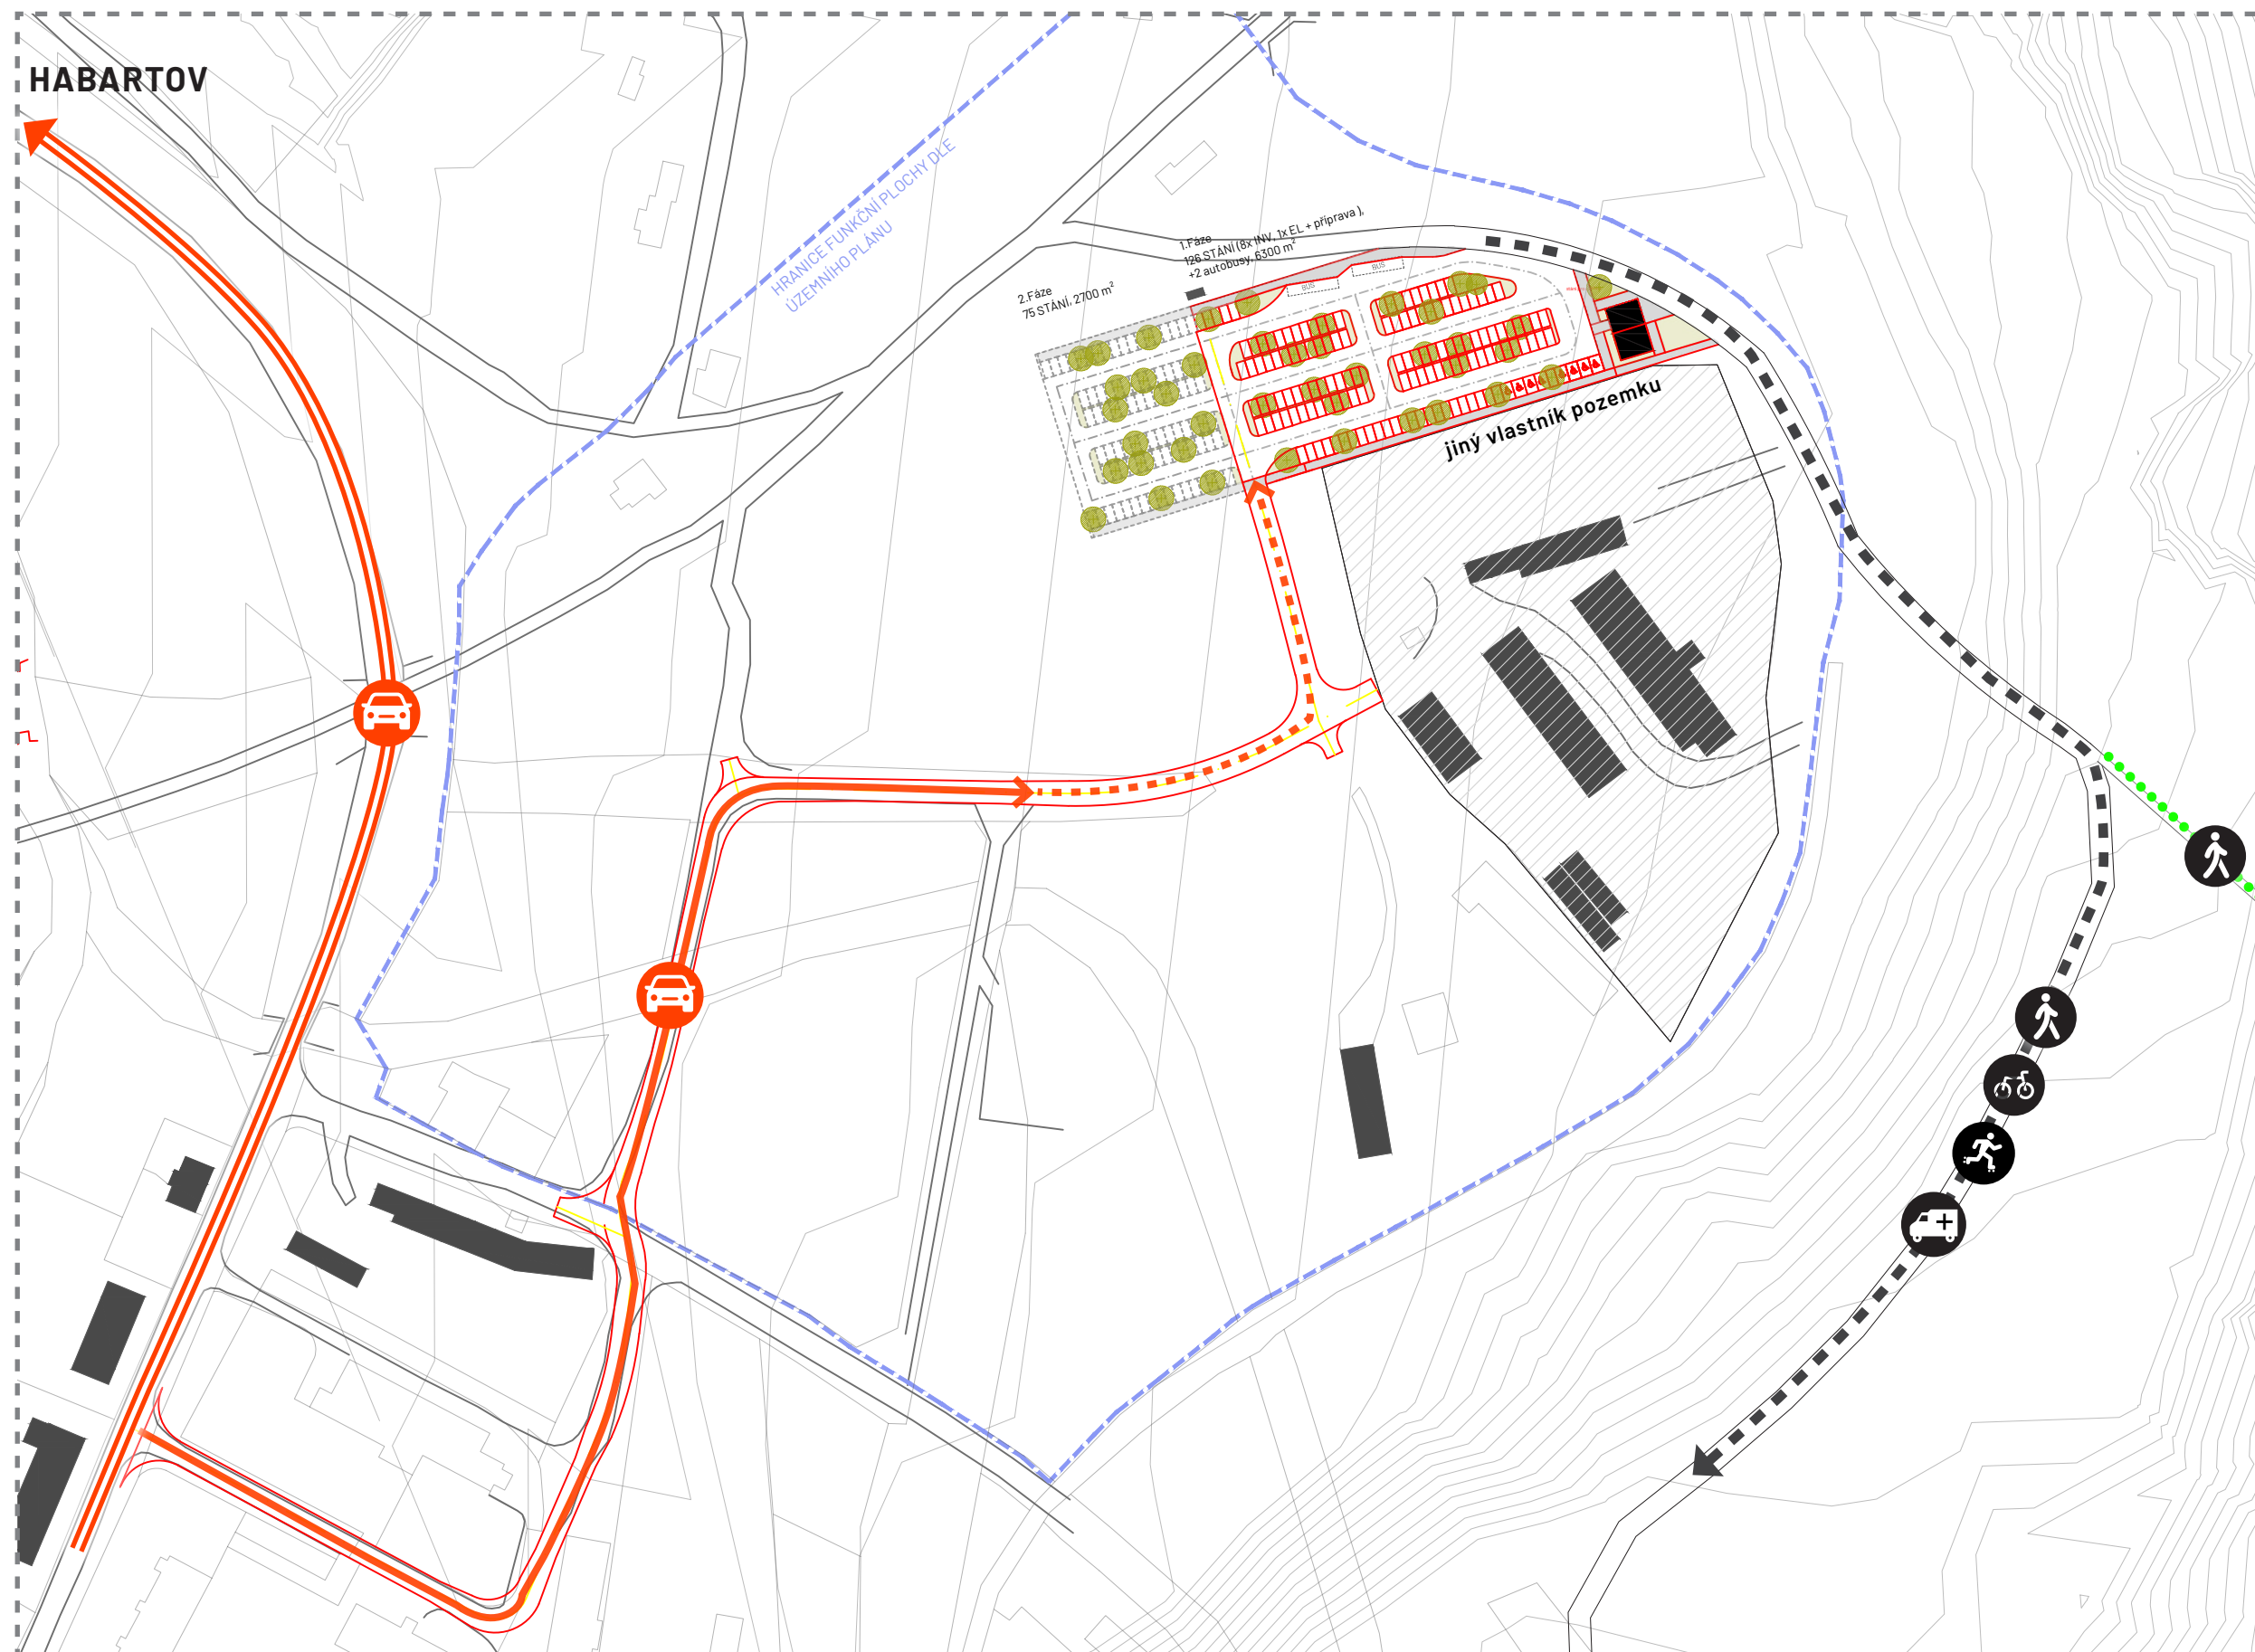 HABARTOV
HRANICE FUNKČNÍ PLOCHY DLE
ÚZEMNÍHO PLÁNU
1.Fáze
126 STÁNÍ (8x INV, 1x EL + příprava ),
+2 autobusy, 6300 m²
2.Fáze
75 STÁNÍ, 2700 m²
BUS
BUS
jiný vlastník pozemku